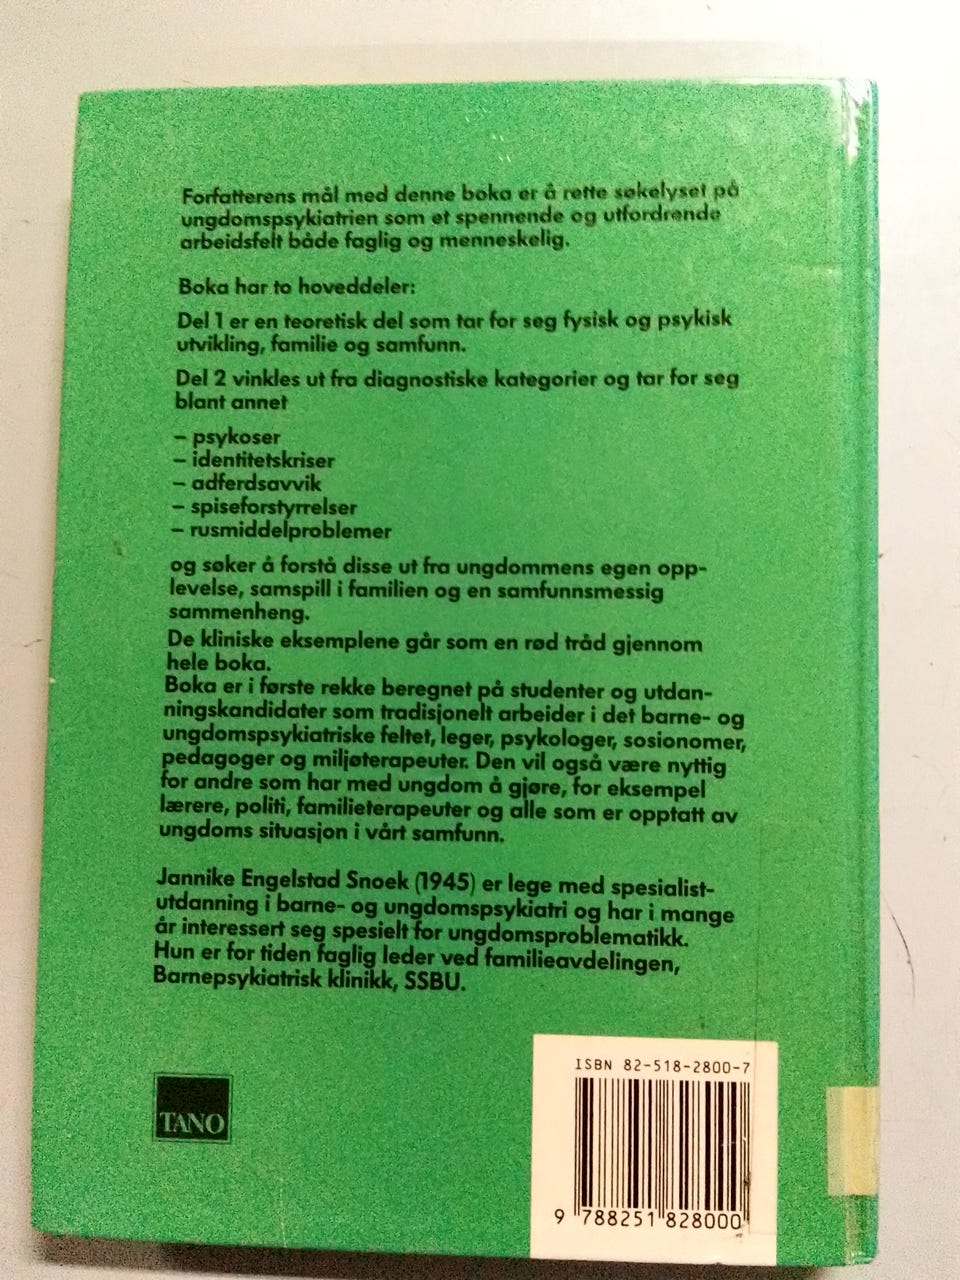 Forfatterens mål med denne boka er å rette søkelyset på
ungdomspsykiatrien som et spennende og utfordrende
arbeidsfelt både faglig og menneskelig.
Boka har to hoveddeler:
Del 1 er en teoretisk del som tar for seg fysisk og psykisk
utvikling, familie og samfunn.
Del 2 vinkles ut fra diagnostiske kategorier og tar for seg
blant annet
– psykoser
– identitetskriser
– adferdsavvik
– spiseforstyrrelser
– rusmiddelproblemer
og søker å forstå disse ut fra ungdommens egen opp-
levelse, samspill i familien og en samfunnsmessig
sammenheng.
De kliniske eksemplene går som en rød tråd gjennom
hele boka.
Boka er i første rekke beregnet på studenter og utdan-
ningskandidater som tradisjonelt arbeider i det barne- og
ungdomspsykiatriske feltet, leger, psykologer, sosionomer,
pedagoger og miljøterapeuter. Den vil også være nyttig
for andre som har med ungdom å gjøre, for eksempel
lærere, politi, familieterapeuter og alle som er opptatt av
ungdoms situasjon i vårt samfunn.
Jannike Engelstad Snoek (1945) er lege med spesialist-
utdanning i barne- og ungdomspsykiatri og har i mange
år interessert seg spesielt for ungdomsproblematikk.
Hun er for tiden faglig leder ved familieavdelingen,
Barnepsykiatrisk klinikk, SSBU.
TANO
ISBN 82-518-2800-7
9 788251 828000